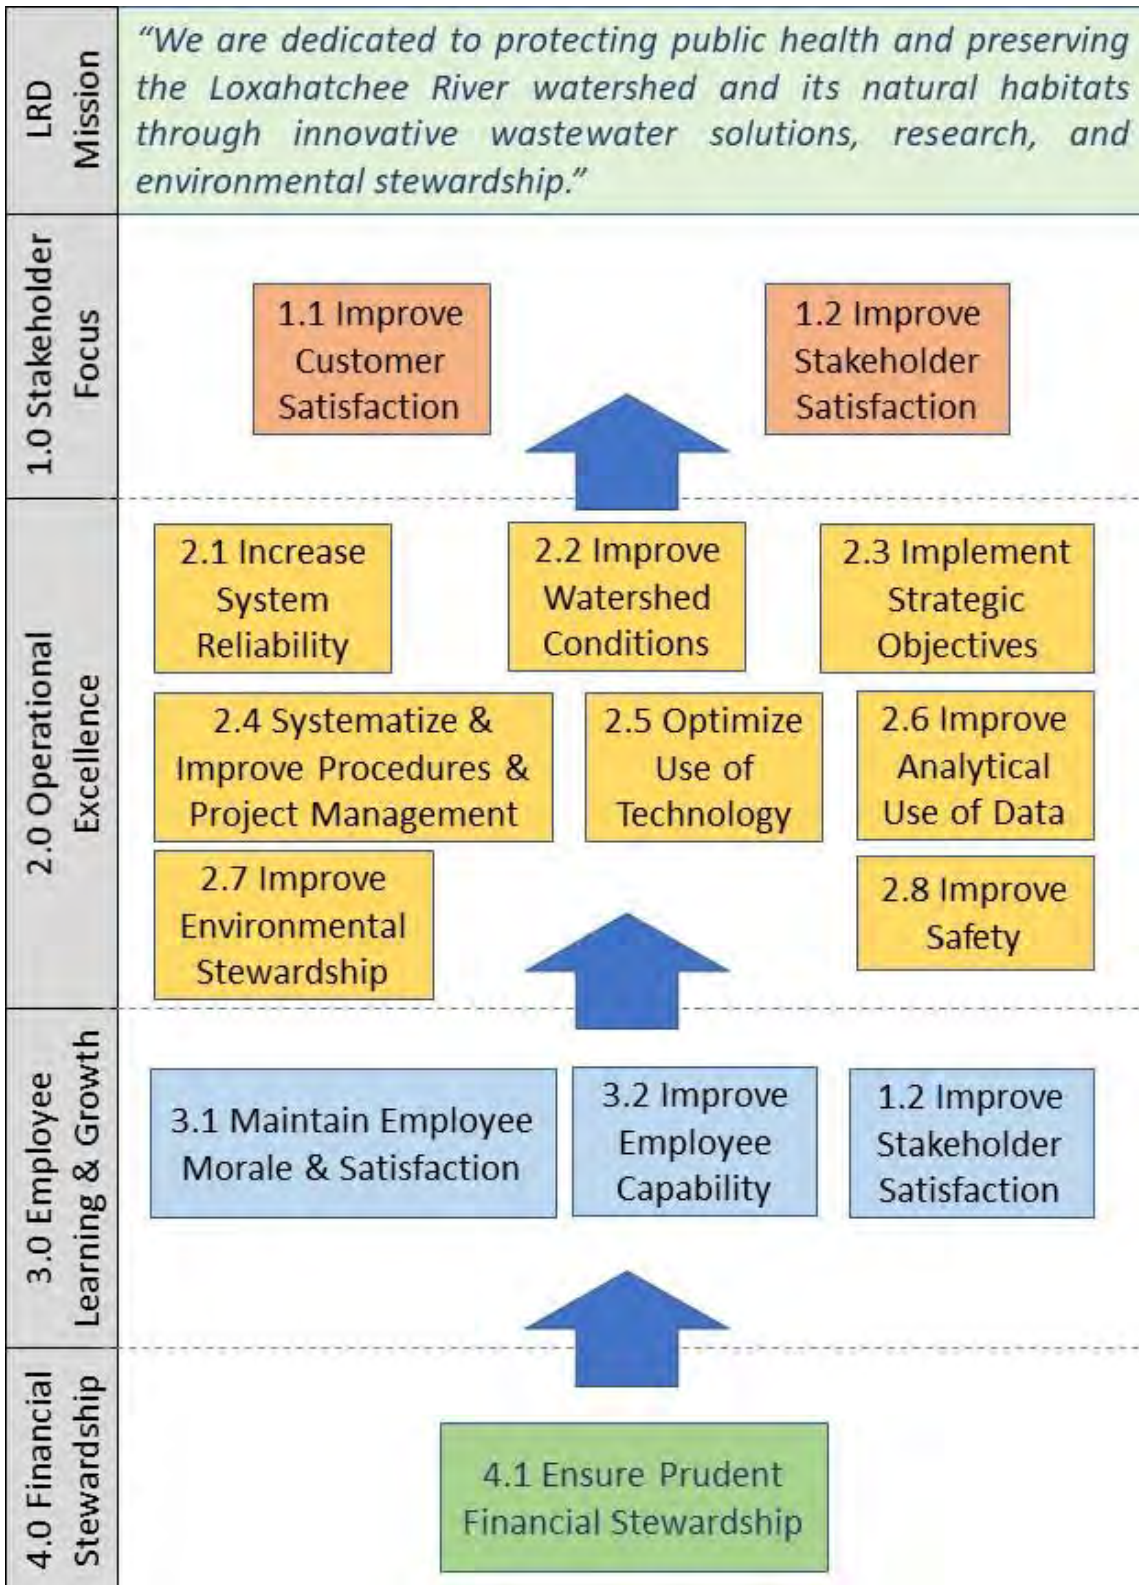 LRD
Mission
“We are dedicated to protecting public health and preserving
the Loxahatchee River watershed and its natural habitats
through innovative wastewater solutions, research, and
environmental stewardship.”
1.0 Stakeholder
Focus
1.1 Improve
Customer
Satisfaction
1.2 Improve
Stakeholder
Satisfaction
2.0 Operational
Excellence
2.1 Increase
System
Reliability
2.2 Improve
Watershed
Conditions
2.3 Implement
Strategic
Objectives
2.4 Systematize &
Improve Procedures &
Project Management
2.5 Optimize
Use of
Technology
2.6 Improve
Analytical
Use of Data
2.7 Improve
Environmental
Stewardship
2.8 Improve
Safety
3.0 Employee
Learning & Growth
3.1 Maintain Employee
Morale & Satisfaction
3.2 Improve
Employee
Capability
1.2 Improve
Stakeholder
Satisfaction
4.0 Financial
Stewardship
4.1 Ensure Prudent
Financial Stewardship